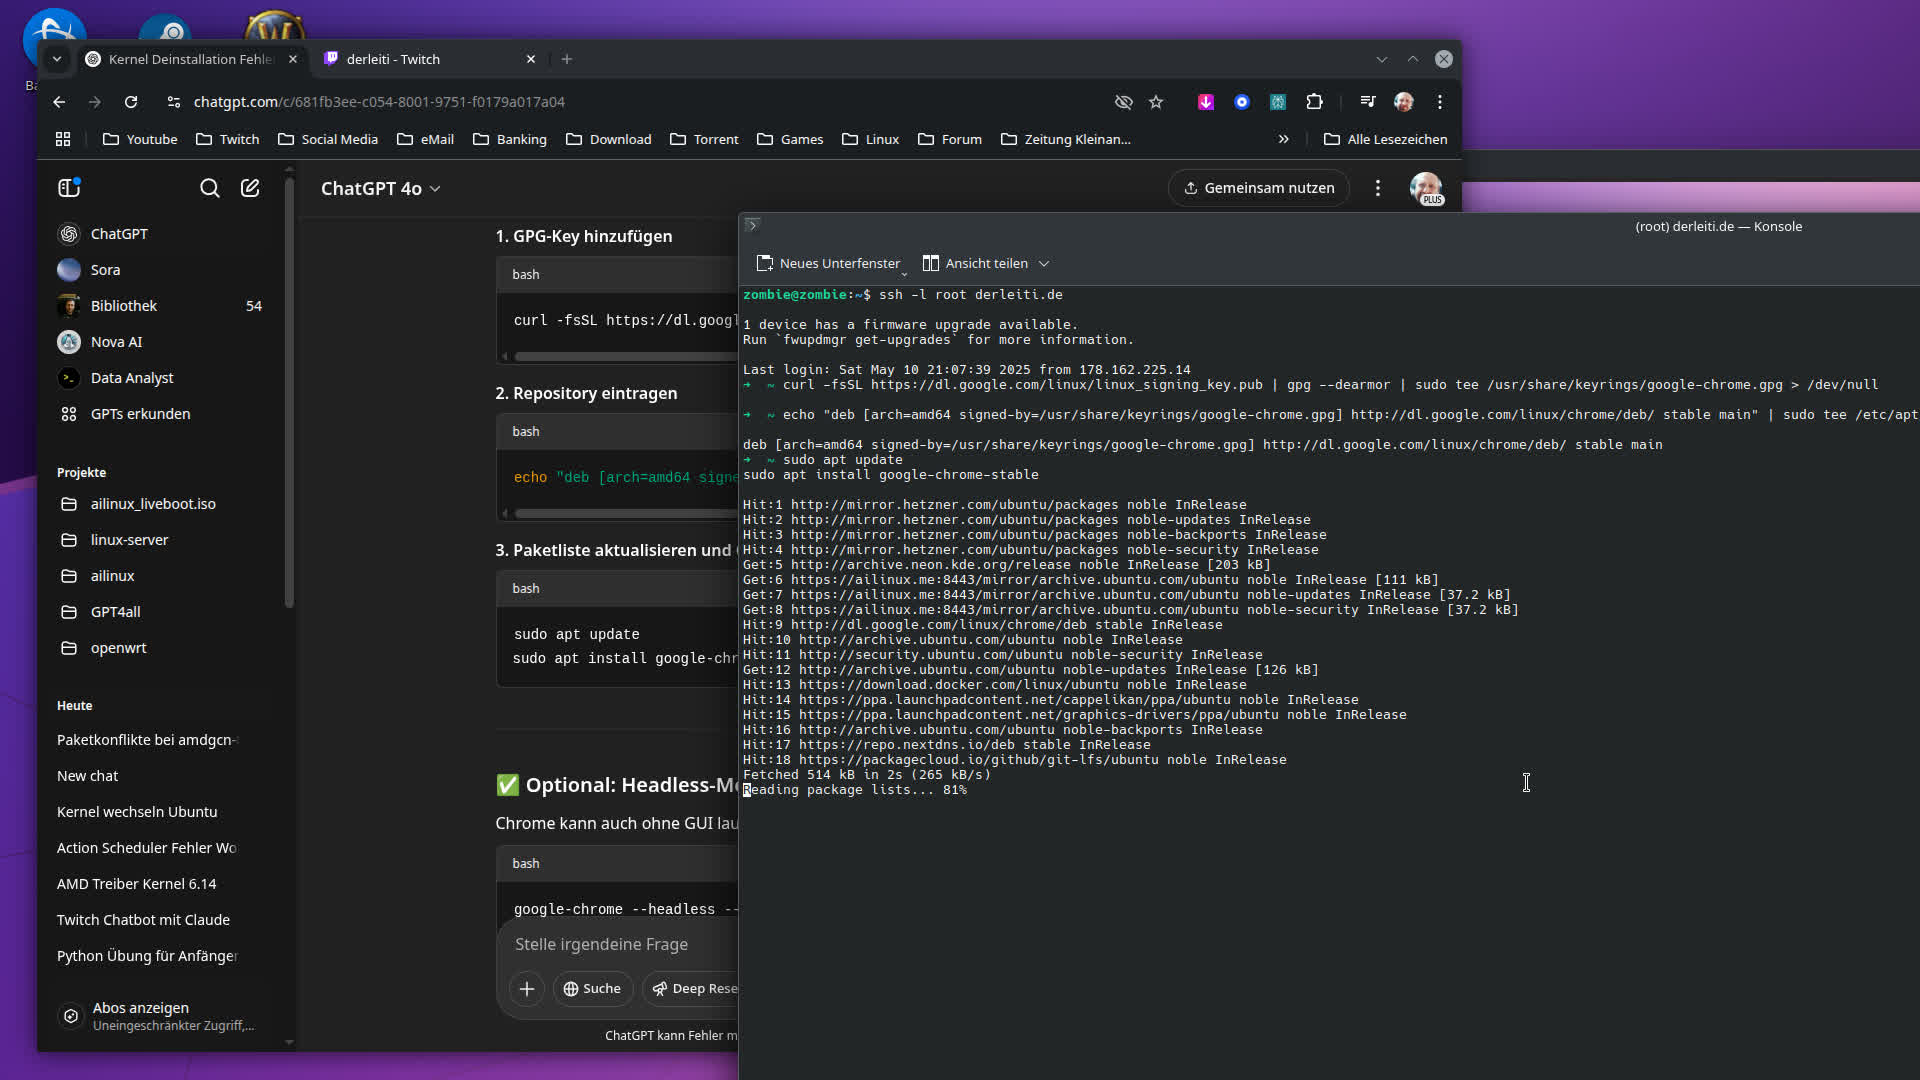 Kernel Deinstallation Fehle
derleiti - Twitch
chatgpt.com/c/681fb3ee-c054-8001-9751-f0179a017a04
Youtube
Twitch
Social Media
eMail
Banking
Download
Torrent
Games
Linux
Forum
Zeitung Kleinan...
Alle Lesezeichen
ChatGPT
Sora
Bibliothek 54
Nova AI
Data Analyst
GPTs erkunden
Projekte
ailinux_liveboot.iso
linux-server
ailinux
GPT4all
openwrt
Heute
Paketkonflikte bei amdgcn-
New chat
Kernel wechseln Ubuntu
Action Scheduler Fehler Wo
AMD Treiber Kernel 6.14
Twitch Chatbot mit Claude
Python Übung für Anfänger
Abos anzeigen
Uneingeschränkter Zugriff,...
ChatGPT 4o
Gemeinsam nutzen
PLUS
1. GPG-Key hinzufügen
bash
curl -fsSL https://dl.googl
2. Repository eintragen
bash
echo "deb [arch=amd64 signe
3. Paketliste aktualisieren und
bash
sudo apt update
sudo apt install google-chr
✅ Optional: Headless-Mo
Chrome kann auch ohne GUI lau
bash
google-chrome --headless --
Stelle irgendeine Frage
Suche
Deep Rese
ChatGPT kann Fehler m
(root) derleiti.de — Konsole
Neues Unterfenster
Ansicht teilen
zombie@zombie:~$ ssh -l root derleiti.de
1 device has a firmware upgrade available.
Run `fwupdmgr get-upgrades` for more information.
Last login: Sat May 10 21:07:39 2025 from 178.162.225.14
➜ ~ curl -fsSL https://dl.google.com/linux/linux_signing_key.pub | gpg --dearmor | sudo tee /usr/share/keyrings/google-chrome.gpg > /dev/null
➜ ~ echo "deb [arch=amd64 signed-by=/usr/share/keyrings/google-chrome.gpg] http://dl.google.com/linux/chrome/deb/ stable main" | sudo tee /etc/apt
deb [arch=amd64 signed-by=/usr/share/keyrings/google-chrome.gpg] http://dl.google.com/linux/chrome/deb/ stable main
➜ ~ sudo apt update
sudo apt install google-chrome-stable
Hit:1 http://mirror.hetzner.com/ubuntu/packages noble InRelease
Hit:2 http://mirror.hetzner.com/ubuntu/packages noble-updates InRelease
Hit:3 http://mirror.hetzner.com/ubuntu/packages noble-backports InRelease
Hit:4 http://mirror.hetzner.com/ubuntu/packages noble-security InRelease
Get:5 http://archive.neon.kde.org/release noble InRelease [203 kB]
Get:6 https://ailinux.me:8443/mirror/archive.ubuntu.com/ubuntu noble InRelease [111 kB]
Get:7 https://ailinux.me:8443/mirror/archive.ubuntu.com/ubuntu noble-updates InRelease [37.2 kB]
Get:8 https://ailinux.me:8443/mirror/archive.ubuntu.com/ubuntu noble-security InRelease [37.2 kB]
Hit:9 http://dl.google.com/linux/chrome/deb stable InRelease
Hit:10 http://archive.ubuntu.com/ubuntu noble InRelease
Hit:11 http://security.ubuntu.com/ubuntu noble-security InRelease
Get:12 http://archive.ubuntu.com/ubuntu noble-updates InRelease [126 kB]
Hit:13 https://download.docker.com/linux/ubuntu noble InRelease
Hit:14 https://ppa.launchpadcontent.net/cappelikan/ppa/ubuntu noble InRelease
Hit:15 https://ppa.launchpadcontent.net/graphics-drivers/ppa/ubuntu noble InRelease
Hit:16 http://archive.ubuntu.com/ubuntu noble-backports InRelease
Hit:17 https://repo.nextdns.io/deb stable InRelease
Hit:18 https://packagecloud.io/github/git-lfs/ubuntu noble InRelease
Fetched 514 kB in 2s (265 kB/s)
Reading package lists... 81%